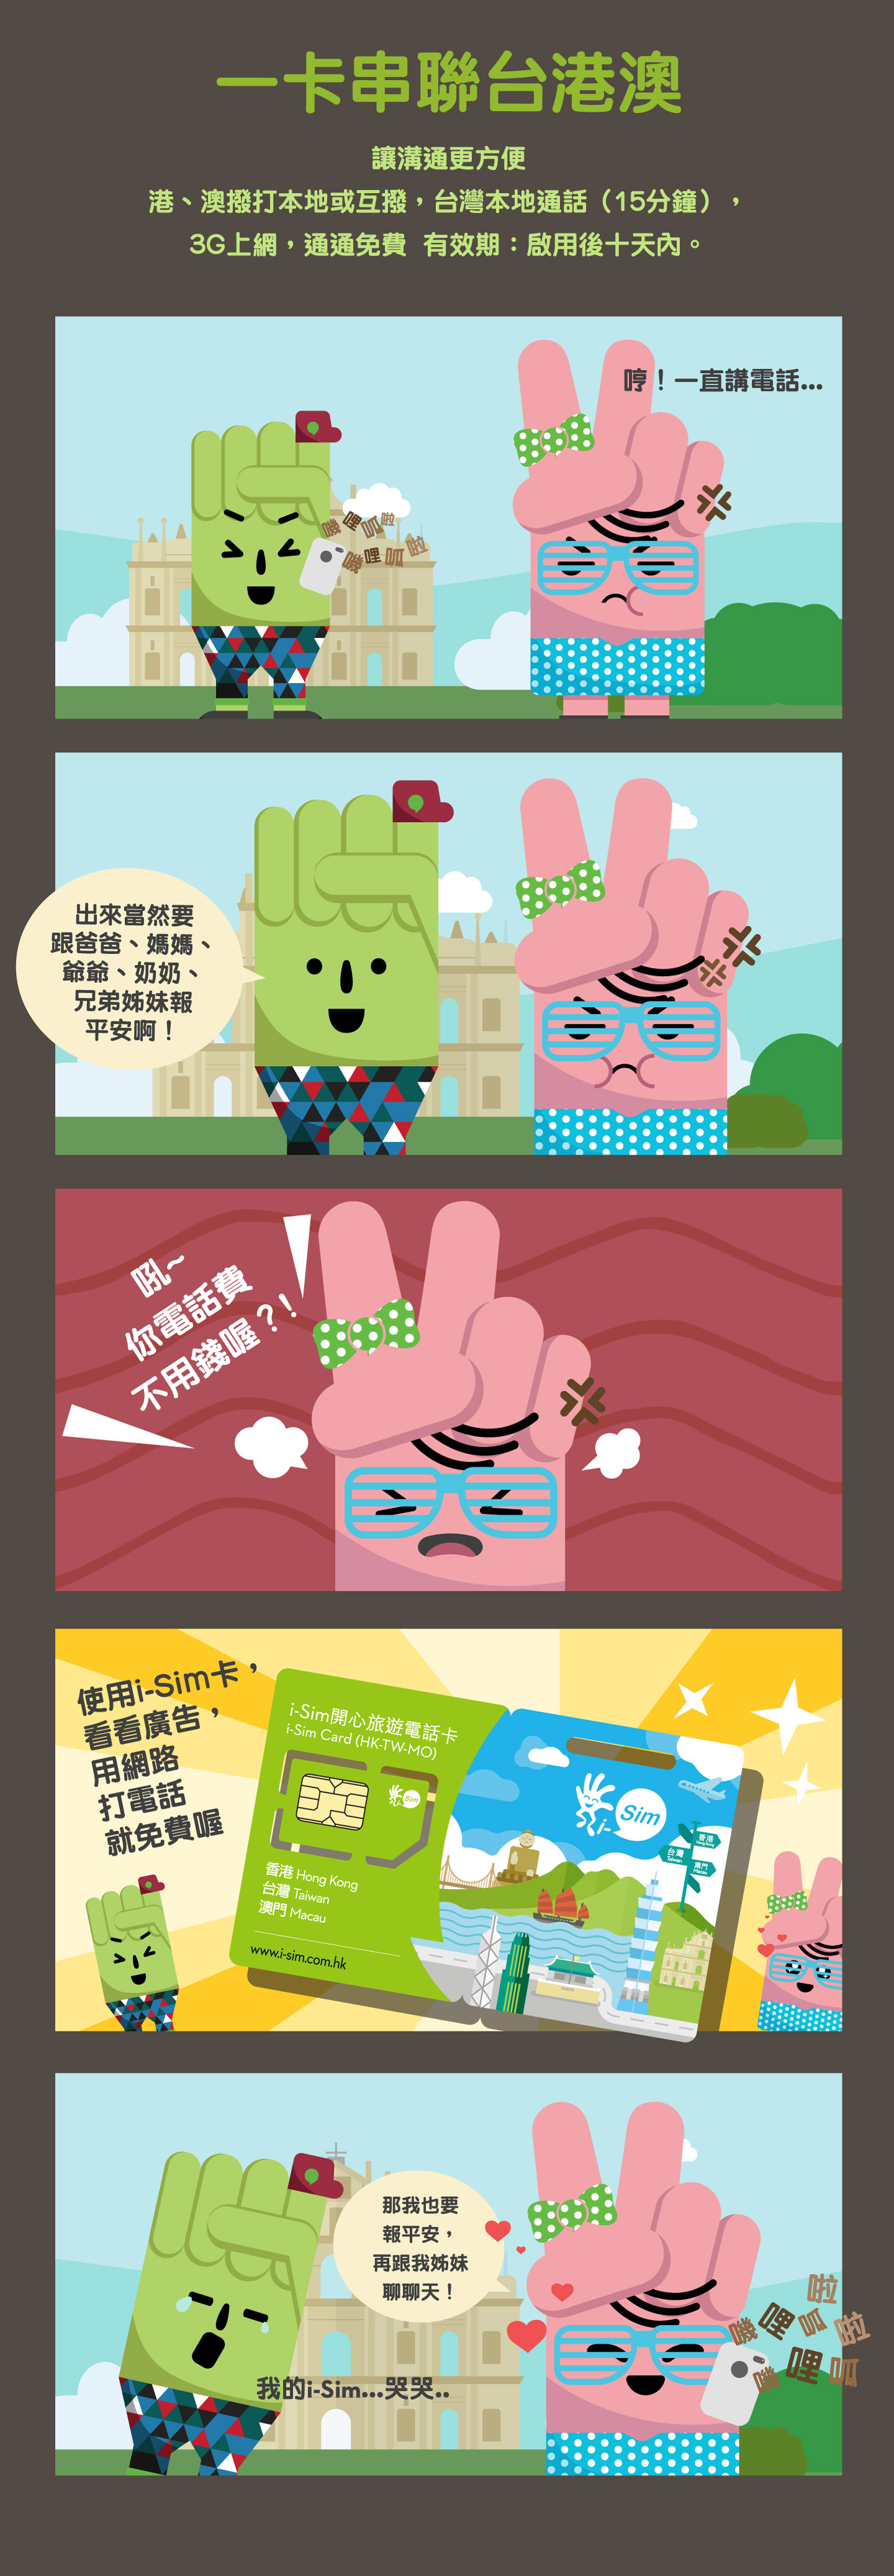 一卡串聯台港澳
讓溝通更方便
港、澳撥打本地或互撥，台灣本地通話（15分鐘），
3G上網，通通免費 有效期：啟用後十天內。
哼！一直講電話...
嘰哩呱啦
嘰哩呱啦
出來當然要
跟爸爸、媽媽、
爺爺、奶奶、
兄弟姊妹報
平安啊！
吼~
你電話費
不用錢喔？!
使用i-Sim卡，
看看廣告，
用網路
打電話
就免費喔
i-Sim開心旅遊電話卡
i-Sim Card (HK-TW-MO)
Sim
香港 Hong Kong
台灣 Taiwan
澳門 Macau
www.i-sim.com.hk
i-Sim
香港
Hong Kong
台灣
Taiwan
澳門
Macau
那我也要
報平安，
再跟我姊妹
聊聊天！
我的i-Sim...哭哭..
嘰哩呱啦
嘰哩呱啦